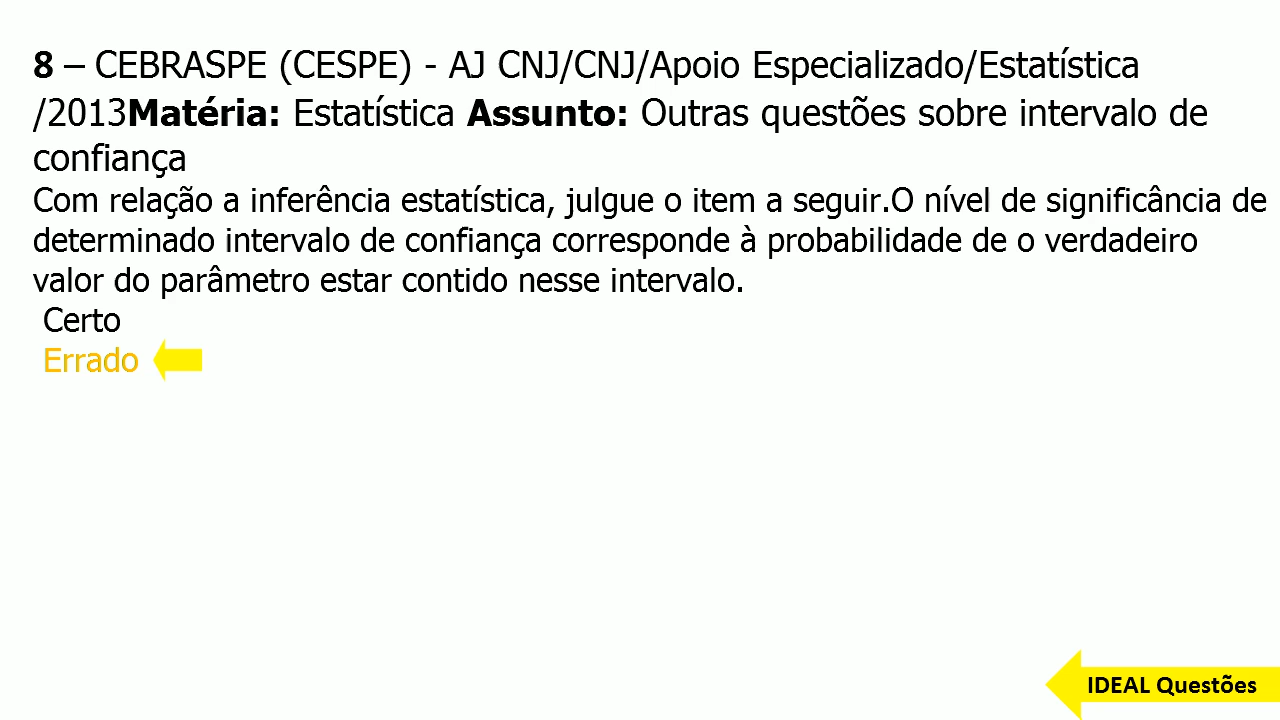 8 – CEBRASPE (CESPE) - AJ CNJ/CNJ/Apoio Especializado/Estatística
/2013Matéria: Estatística Assunto: Outras questões sobre intervalo de
confiança
Com relação a inferência estatística, julgue o item a seguir.O nível de significância de
determinado intervalo de confiança corresponde à probabilidade de o verdadeiro
valor do parâmetro estar contido nesse intervalo.
Certo
Errado
IDEAL Questões